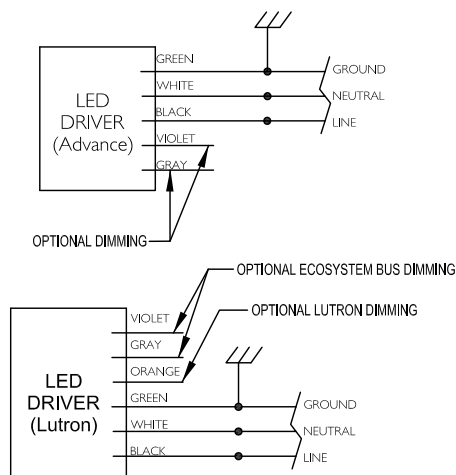 GREEN
GROUND
WHITE
NEUTRAL
BLACK
LINE
LED
DRIVER
(Advance)
VIOLET
GRAY
OPTIONAL DIMMING
OPTIONAL ECOSYSTEM BUS DIMMING
VIOLET
OPTIONAL LUTRON DIMMING
GRAY
ORANGE
LED
DRIVER
(Lutron)
GREEN
GROUND
WHITE
NEUTRAL
BLACK
LINE